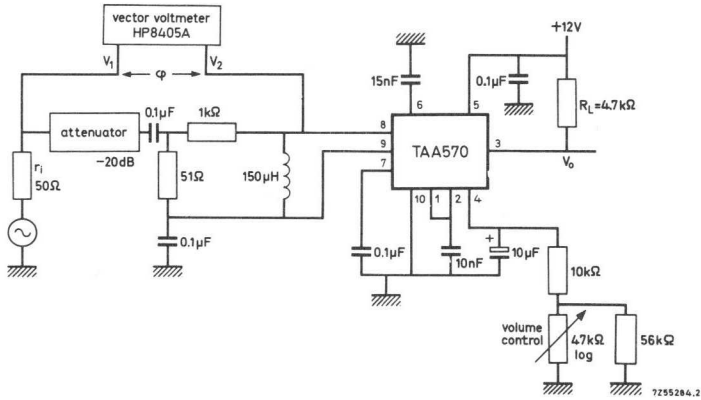 vector voltmeter
HP8405A
V1
φ
V2
+12V
0.1µF
1kΩ
15nF
0.1µF
RL=4.7kΩ
attenuator
−20dB
6
5
8
9
7
TAA570
3
Vo
ri
50Ω
51Ω
150µH
10
1
2
4
0.1µF
0.1µF
10nF
+
10µF
10kΩ
volume
control
47kΩ
log
56kΩ
7Z55284.2